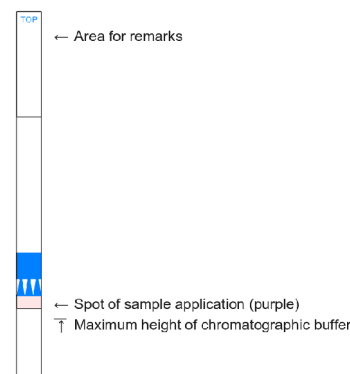 TOP
← Area for remarks
← Spot of sample application (purple)
↑ Maximum height of chromatographic buffer